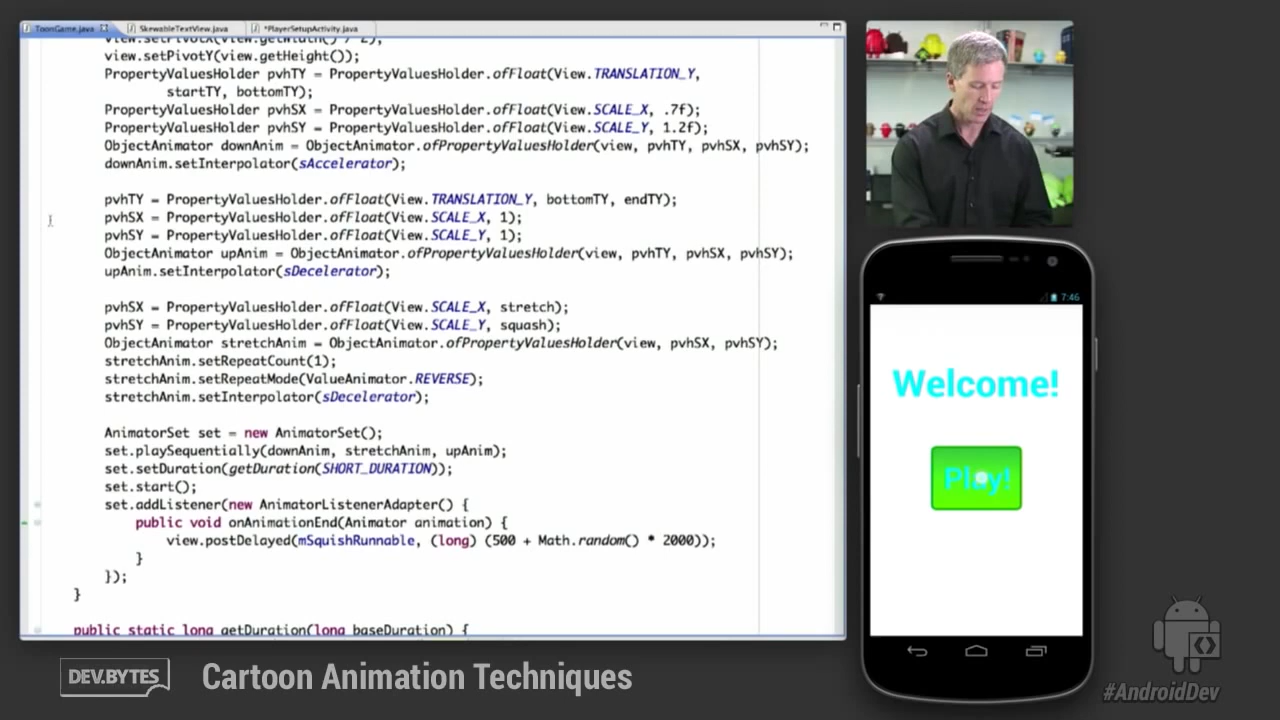 ToonGame.java
SkewableTextView.java
*PlayerSetupActivity.java
view.setPivotX(view.getWidth() / 2);
view.setPivotY(view.getHeight());
PropertyValuesHolder pvhTY = PropertyValuesHolder.ofFloat(View.TRANSLATION_Y,
startTY, bottomTY);
PropertyValuesHolder pvhSX = PropertyValuesHolder.ofFloat(View.SCALE_X, .7f);
PropertyValuesHolder pvhSY = PropertyValuesHolder.ofFloat(View.SCALE_Y, 1.2f);
ObjectAnimator downAnim = ObjectAnimator.ofPropertyValuesHolder(view, pvhTY, pvhSX, pvhSY);
downAnim.setInterpolator(sAccelerator);
pvhTY = PropertyValuesHolder.ofFloat(View.TRANSLATION_Y, bottomTY, endTY);
pvhSX = PropertyValuesHolder.ofFloat(View.SCALE_X, 1);
pvhSY = PropertyValuesHolder.ofFloat(View.SCALE_Y, 1);
ObjectAnimator upAnim = ObjectAnimator.ofPropertyValuesHolder(view, pvhTY, pvhSX, pvhSY);
upAnim.setInterpolator(sDecelerator);
pvhSX = PropertyValuesHolder.ofFloat(View.SCALE_X, stretch);
pvhSY = PropertyValuesHolder.ofFloat(View.SCALE_Y, squash);
ObjectAnimator stretchAnim = ObjectAnimator.ofPropertyValuesHolder(view, pvhSX, pvhSY);
stretchAnim.setRepeatCount(1);
stretchAnim.setRepeatMode(ValueAnimator.REVERSE);
stretchAnim.setInterpolator(sDecelerator);
AnimatorSet set = new AnimatorSet();
set.playSequentially(downAnim, stretchAnim, upAnim);
set.setDuration(getDuration(SHORT_DURATION));
set.start();
set.addListener(new AnimatorListenerAdapter() {
public void onAnimationEnd(Animator animation) {
view.postDelayed(mSquishRunnable, (long) (500 + Math.random() * 2000));
}
});
}
public static long getDuration(long baseDuration) {
7:46
Welcome!
Play!
DEV.BYTES
Cartoon Animation Techniques
#AndroidDev